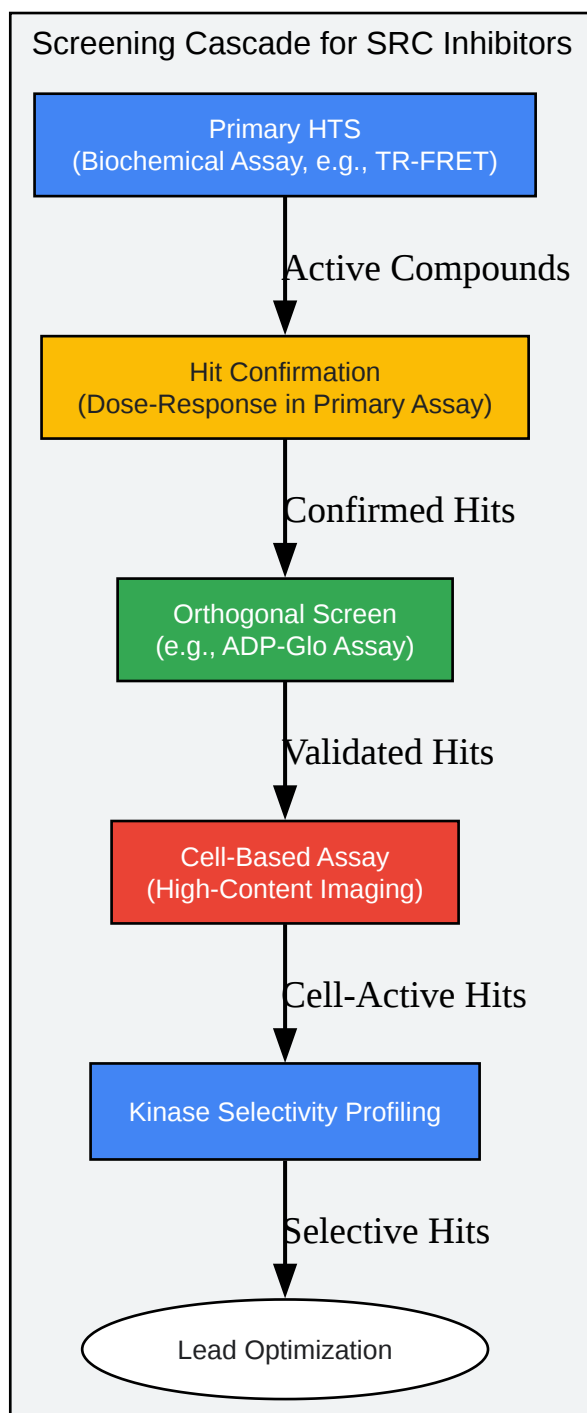 Screening Cascade for SRC Inhibitors
Primary HTS
(Biochemical Assay, e.g., TR-FRET)
Active Compounds
Hit Confirmation
(Dose-Response in Primary Assay)
Confirmed Hits
Orthogonal Screen
(e.g., ADP-Glo Assay)
Validated Hits
Cell-Based Assay
(High-Content Imaging)
Cell-Active Hits
Kinase Selectivity Profiling
Selective Hits
Lead Optimization